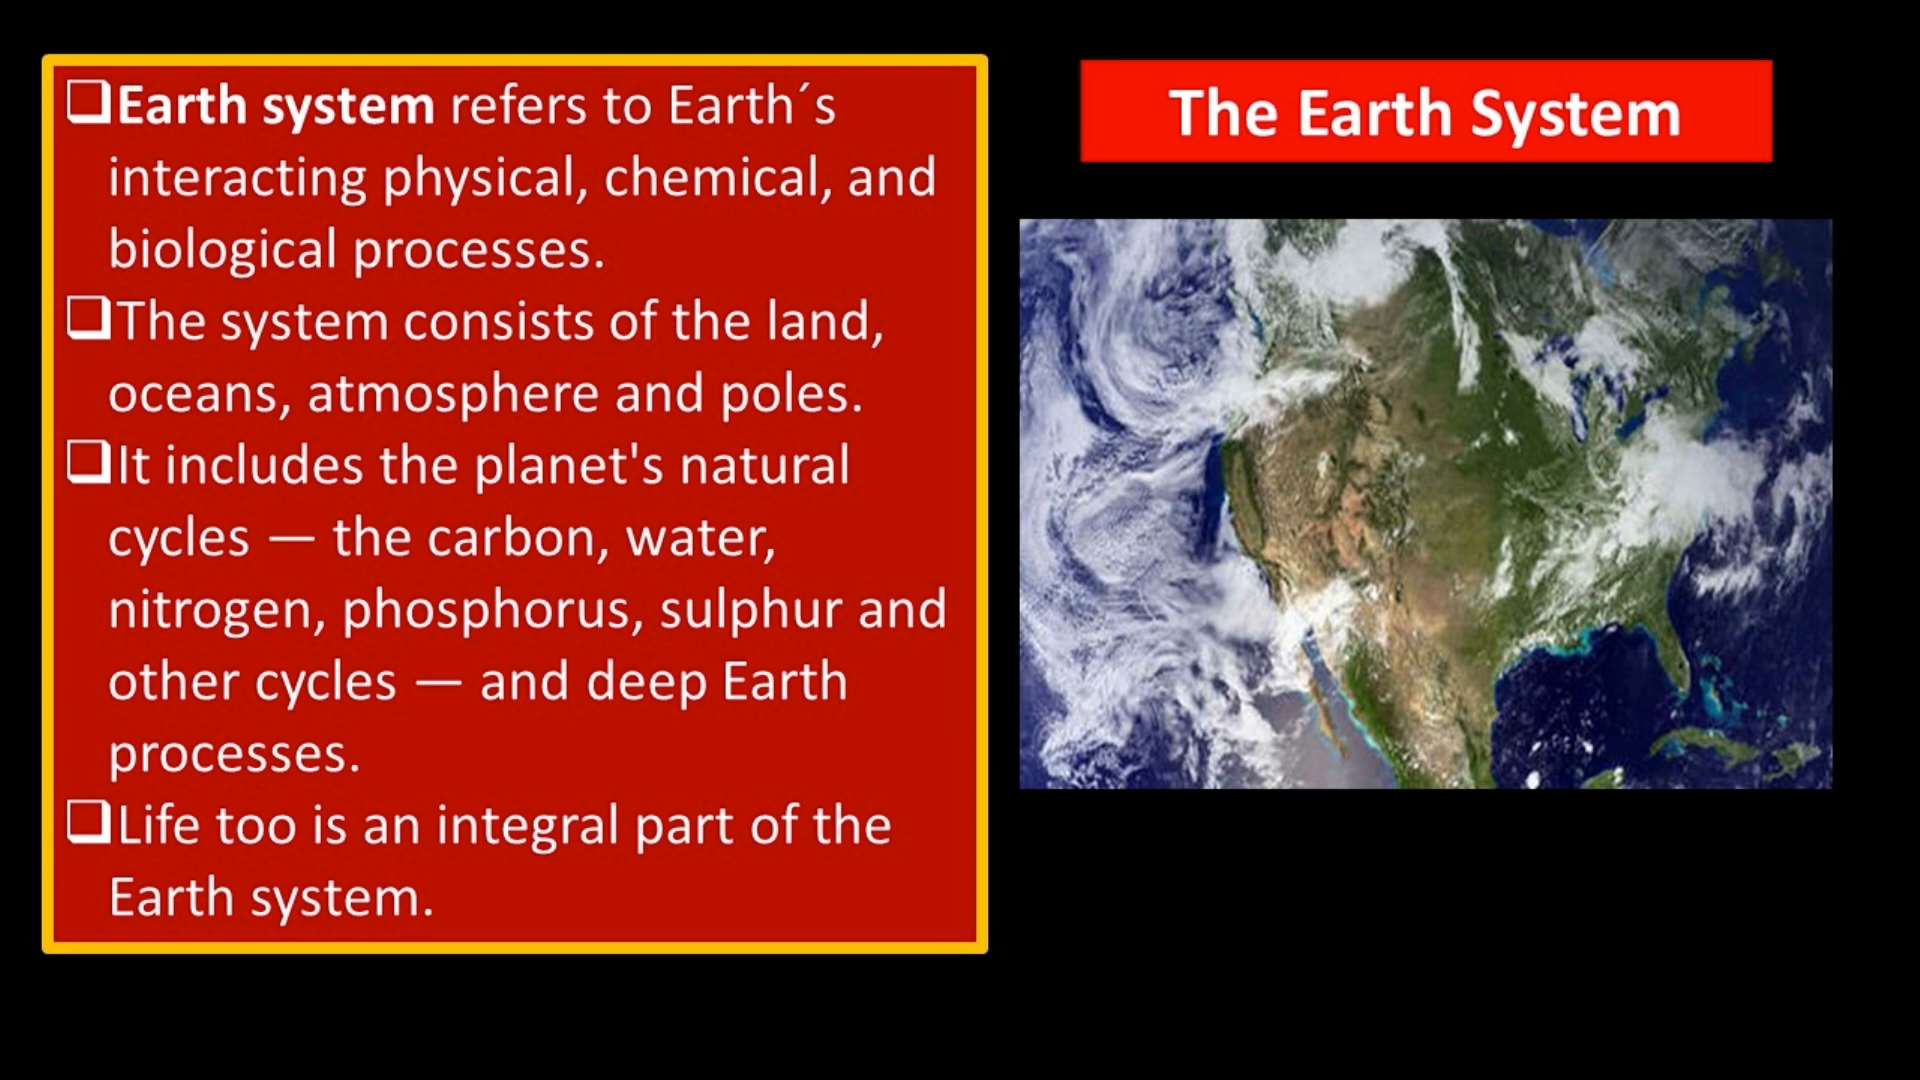 ❑Earth system refers to Earth´s
interacting physical, chemical, and
biological processes.
❑The system consists of the land,
oceans, atmosphere and poles.
❑It includes the planet's natural
cycles — the carbon, water,
nitrogen, phosphorus, sulphur and
other cycles — and deep Earth
processes.
❑Life too is an integral part of the
Earth system.
The Earth System